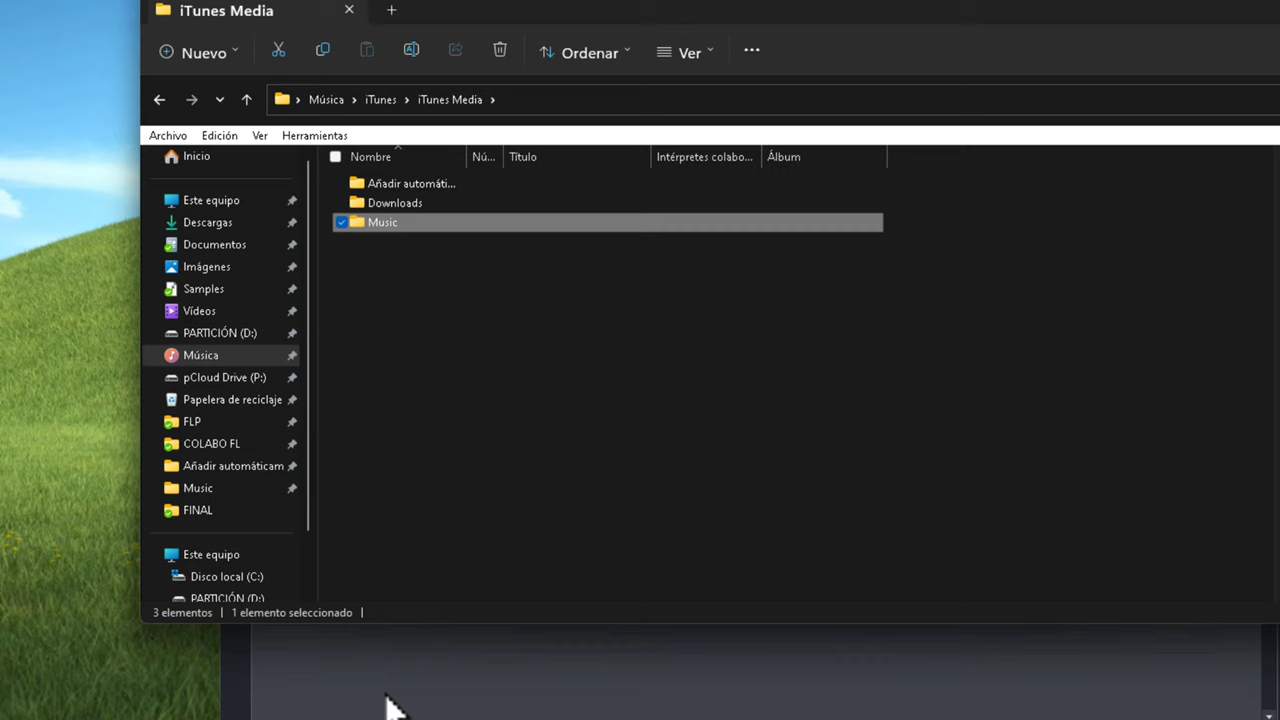 iTunes Media
Nuevo
Ordenar
Ver
Música > iTunes > iTunes Media >
Archivo Edición Ver Herramientas
Nombre Nú... Título Intérpretes colabo... Álbum
Añadir automáti...
Downloads
Music
Inicio
Este equipo
Descargas
Documentos
Imágenes
Samples
Vídeos
PARTICIÓN (D:)
Música
pCloud Drive (P:)
Papelera de reciclaje
FLP
COLABO FL
Añadir automáticam
Music
FINAL
Este equipo
Disco local (C:)
PARTICIÓN (D:)
3 elementos | 1 elemento seleccionado |